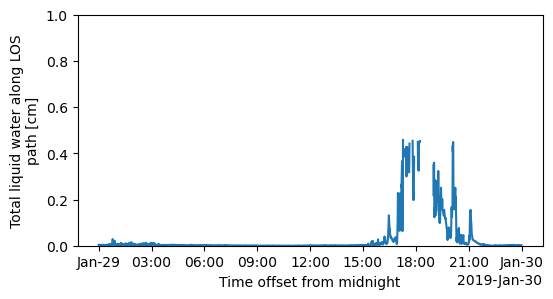 Total liquid water along LOS
path [cm]
1.0
0.8
0.6
0.4
0.2
0.0
Jan-29 03:00 06:00 09:00 12:00 15:00 18:00 21:00 Jan-30
Time offset from midnight
2019-Jan-30